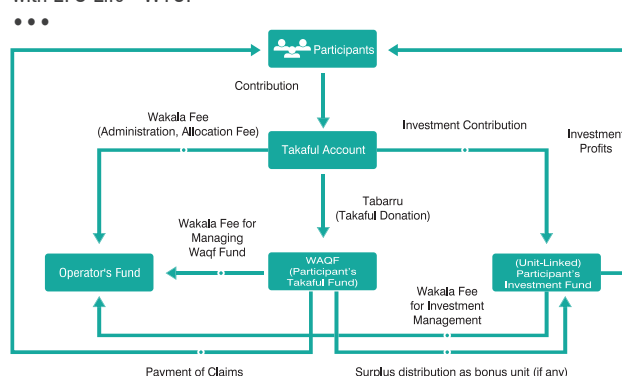 Participants
Contribution
Wakala Fee
(Administration, Allocation Fee)
Investment Contribution
Investment
Profits
Takaful Account
Tabarru
(Takaful Donation)
Wakala Fee for
Managing
Waqf Fund
Operator's Fund
WAQF
(Participant's
Takaful Fund)
(Unit-Linked)
Participant's
Investment Fund
Wakala Fee
for Investment
Management
Payment of Claims
Surplus distribution as bonus unit (if any)